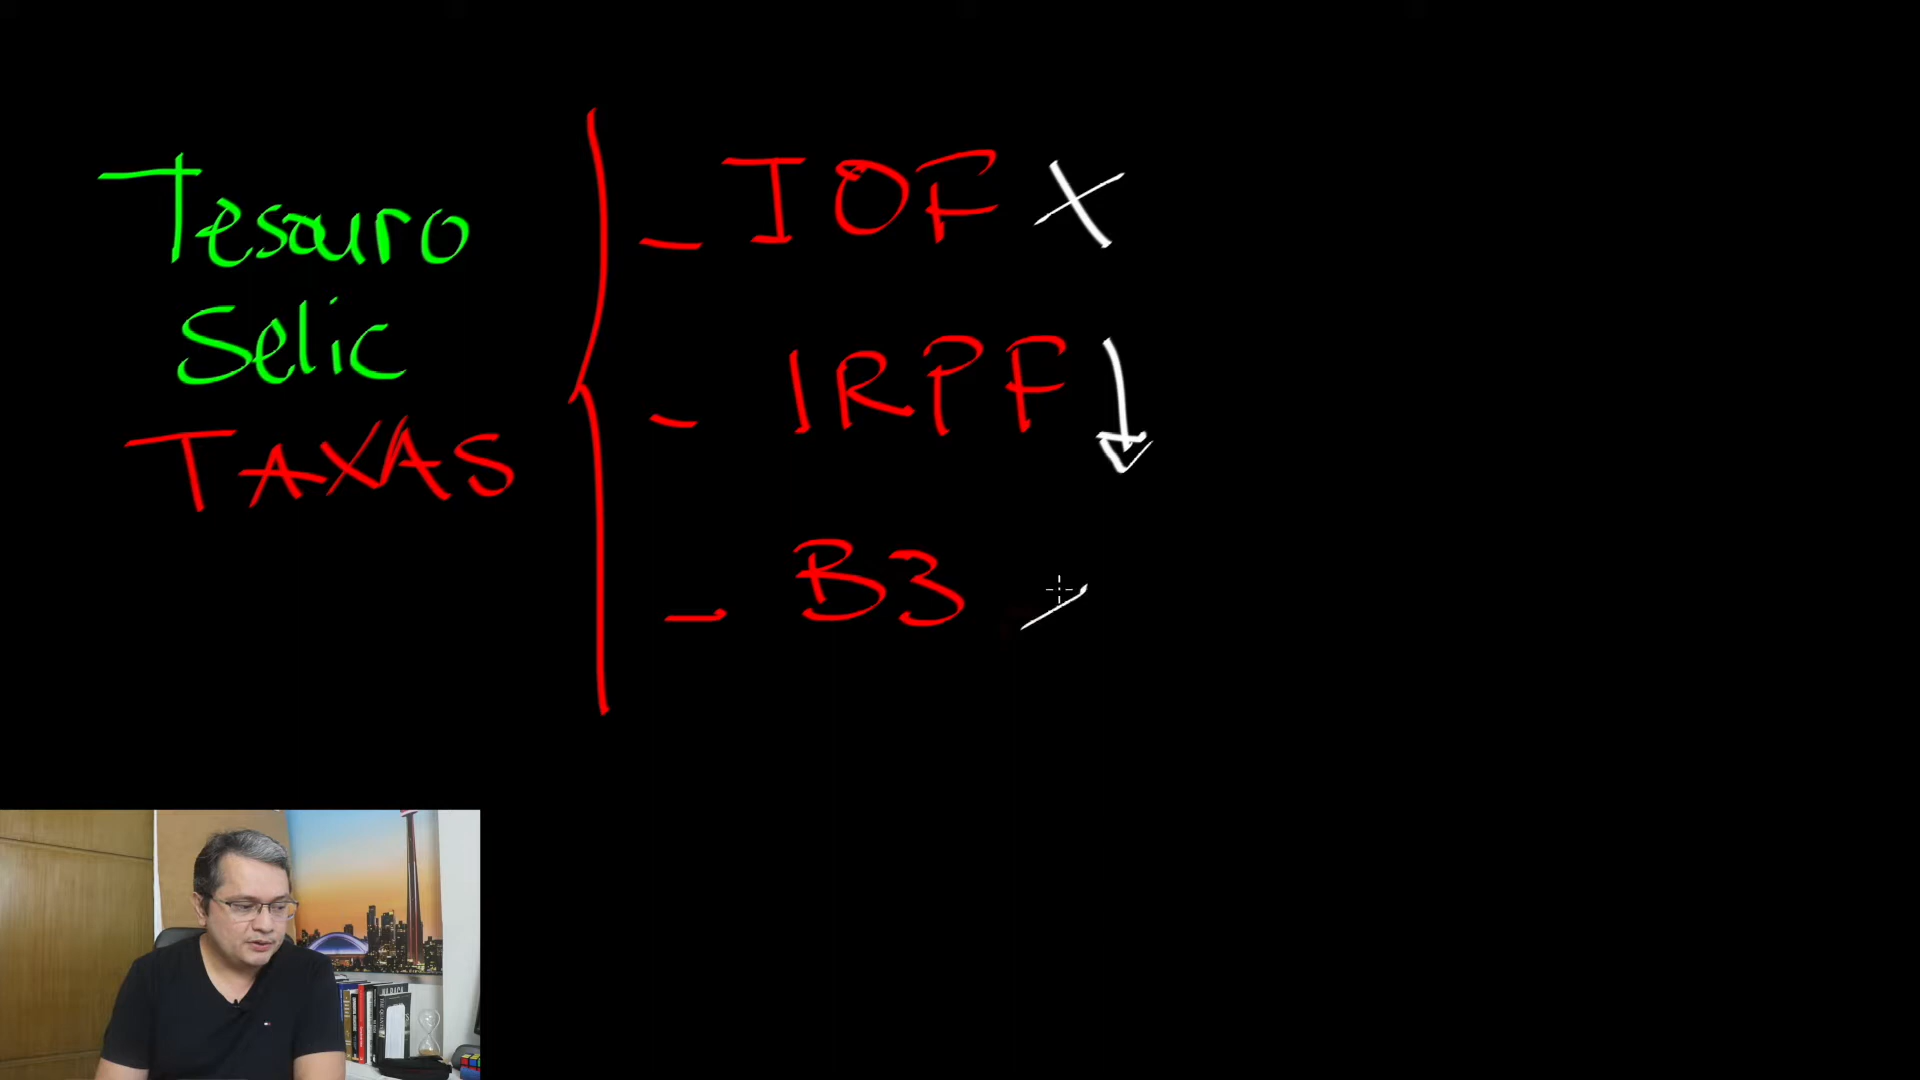 Tesouro
Selic
TAXAS
- IOF X
- IRPF ↓
- B3